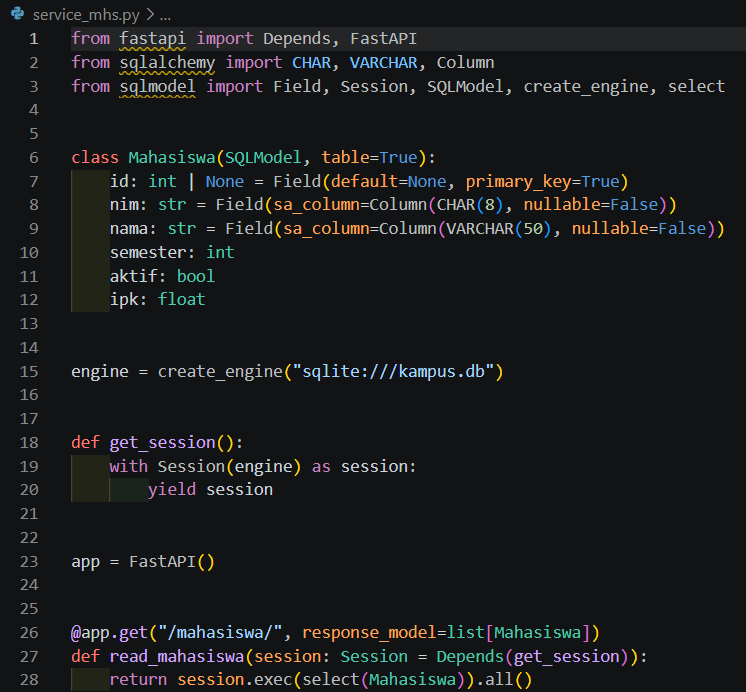 service_mhs.py > ...
1 from fastapi import Depends, FastAPI
2 from sqlalchemy import CHAR, VARCHAR, Column
3 from sqlmodel import Field, Session, SQLModel, create_engine, select
4
5
6 class Mahasiswa(SQLModel, table=True):
7     id: int | None = Field(default=None, primary_key=True)
8     nim: str = Field(sa_column=Column(CHAR(8), nullable=False))
9     nama: str = Field(sa_column=Column(VARCHAR(50), nullable=False))
10     semester: int
11     aktif: bool
12     ipk: float
13
14
15 engine = create_engine("sqlite:///kampus.db")
16
17
18 def get_session():
19     with Session(engine) as session:
20         yield session
21
22
23 app = FastAPI()
24
25
26 @app.get("/mahasiswa/", response_model=list[Mahasiswa])
27 def read_mahasiswa(session: Session = Depends(get_session)):
28     return session.exec(select(Mahasiswa)).all()